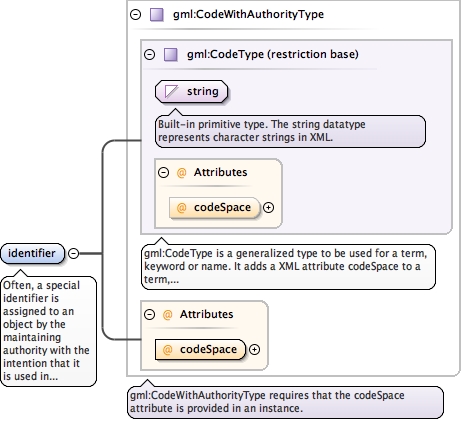 gml:CodeWithAuthorityType
gml:CodeType (restriction base)
string
Built-in primitive type. The string datatype
represents character strings in XML.
@ Attributes
@ codeSpace
gml:CodeType is a generalized type to be used for a term,
keyword or name. It adds a XML attribute codeSpace to a
term,...
identifier
Often, a special
identifier is
assigned to an
object by the
maintaining
authority with the
intention that it
is used in...
@ Attributes
@ codeSpace
gml:CodeWithAuthorityType requires that the codeSpace
attribute is provided in an instance.